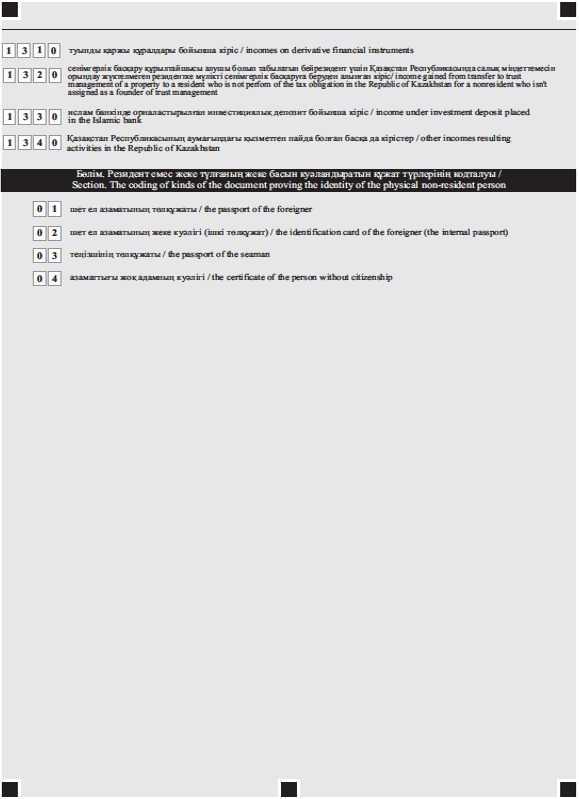 1 3 1 0 туынды қаржы құралдары бойынша кіріс / incomes on derivative financial instruments
сенімгерлік басқару құрылтайшысы алушы болып табылатын бейрезидент үшін Қазақстан Республикасында салық міндеттемесін
1 3 2 0 орындау жүктелмеген резидентке мүлікті сенімгерлік басқаруға беруден алынған кіріс/ income gained from transfer to trust
management of a property to a resident who is not perfom of the tax obligation in the Republic of Kazakhstan for a nonresident who isn't
assigned as a founder of trust management
1 3 3 0 ислам банкінде орналастырылған инвестициялық депозит бойынша кіріс / income under investment deposit placed
in the Islamic bank
1 3 4 0 Қазақстан Республикасының аумағындағы қызметтен пайда болған басқа да кірістер / other incomes resulting
activities in the Republic of Kazakhstan
Бөлім. Резидент емес жеке тұлғаның жеке басын куәландыратын құжат түрлерінің кодталуы /
Section. The coding of kinds of the document proving the identity of the physical non-resident person
0 1 шет ел азаматының төлқұжаты / the passport of the foreigner
0 2 шет ел азаматының жеке куәлігі (ішкі төлқұжат) / the identification card of the foreigner (the internal passport)
0 3 теңізшінің төлқұжаты / the passport of the seaman
0 4 азаматтығы жоқ адамның куәлігі / the certificate of the person without citizenship